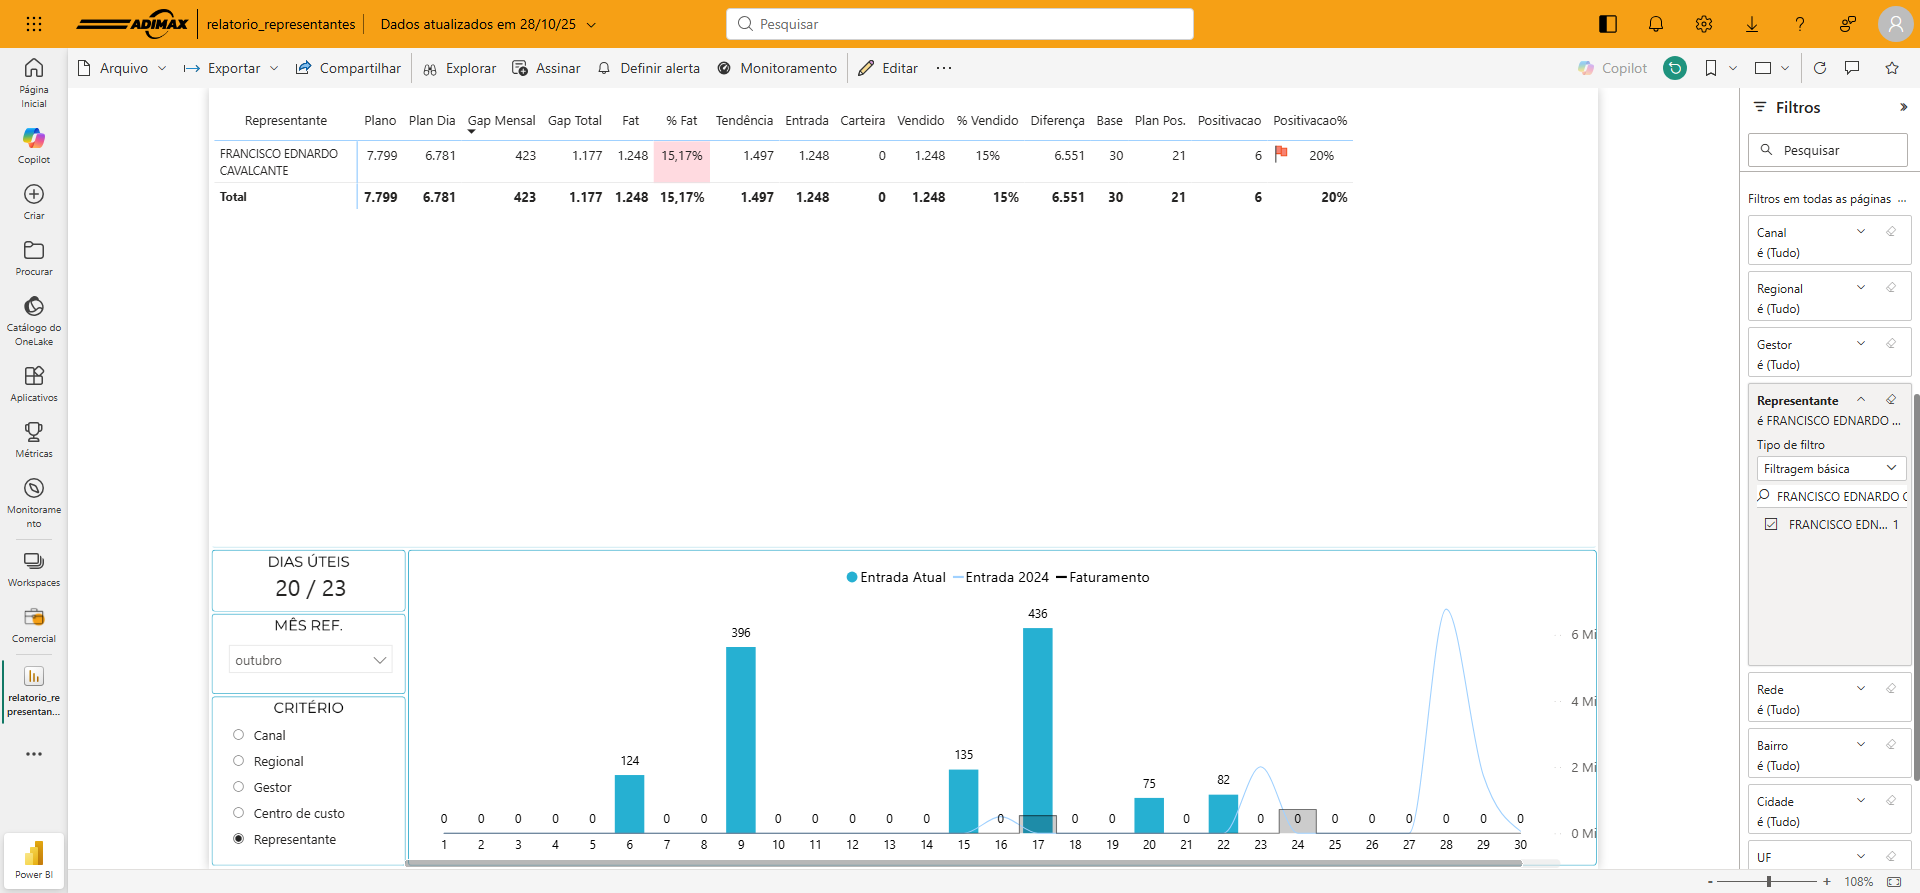 ADIMAX relatorio_representantes Dados atualizados em 28/10/25 Pesquisar
Arquivo Exportar Compartilhar Explorar Assinar Definir alerta Monitoramento Editar ... Copilot
Página
Inicial
Copilot
Criar
Procurar
Catálogo do
OneLake
Aplicativos
Métricas
Monitorame
nto
Workspaces
Comercial
relatorio_re
presentan...
Power BI
Representante Plano Plan Dia Gap Mensal Gap Total Fat % Fat Tendência Entrada Carteira Vendido % Vendido Diferença Base Plan Pos. Positivacao Positivacao%
FRANCISCO EDNARDO
CAVALCANTE
7.799 6.781 423 1.177 1.248 15,17% 1.497 1.248 0 1.248 15% 6.551 30 21 6 20%
Total 7.799 6.781 423 1.177 1.248 15,17% 1.497 1.248 0 1.248 15% 6.551 30 21 6 20%
DIAS ÚTEIS
20 / 23
MÊS REF.
outubro
CRITÉRIO
Canal
Regional
Gestor
Centro de custo
Representante
Entrada Atual Entrada 2024 Faturamento
436
396
135
124
82
75
0 0 0 0 0 0 0 0 0 0 0 0 0 0 0 0 0 0 0 0 0 0 0 0
6 Mi
4 Mi
2 Mi
0 Mi
1 2 3 4 5 6 7 8 9 10 11 12 13 14 15 16 17 18 19 20 21 22 23 24 25 26 27 28 29 30
Filtros
Pesquisar
Filtros em todas as páginas ...
Canal
é (Tudo)
Regional
é (Tudo)
Gestor
é (Tudo)
Representante
é FRANCISCO EDNARDO ...
Tipo de filtro
Filtragem básica
FRANCISCO EDNARDO C
FRANCISCO EDN... 1
Rede
é (Tudo)
Bairro
é (Tudo)
Cidade
é (Tudo)
UF
- + 108%